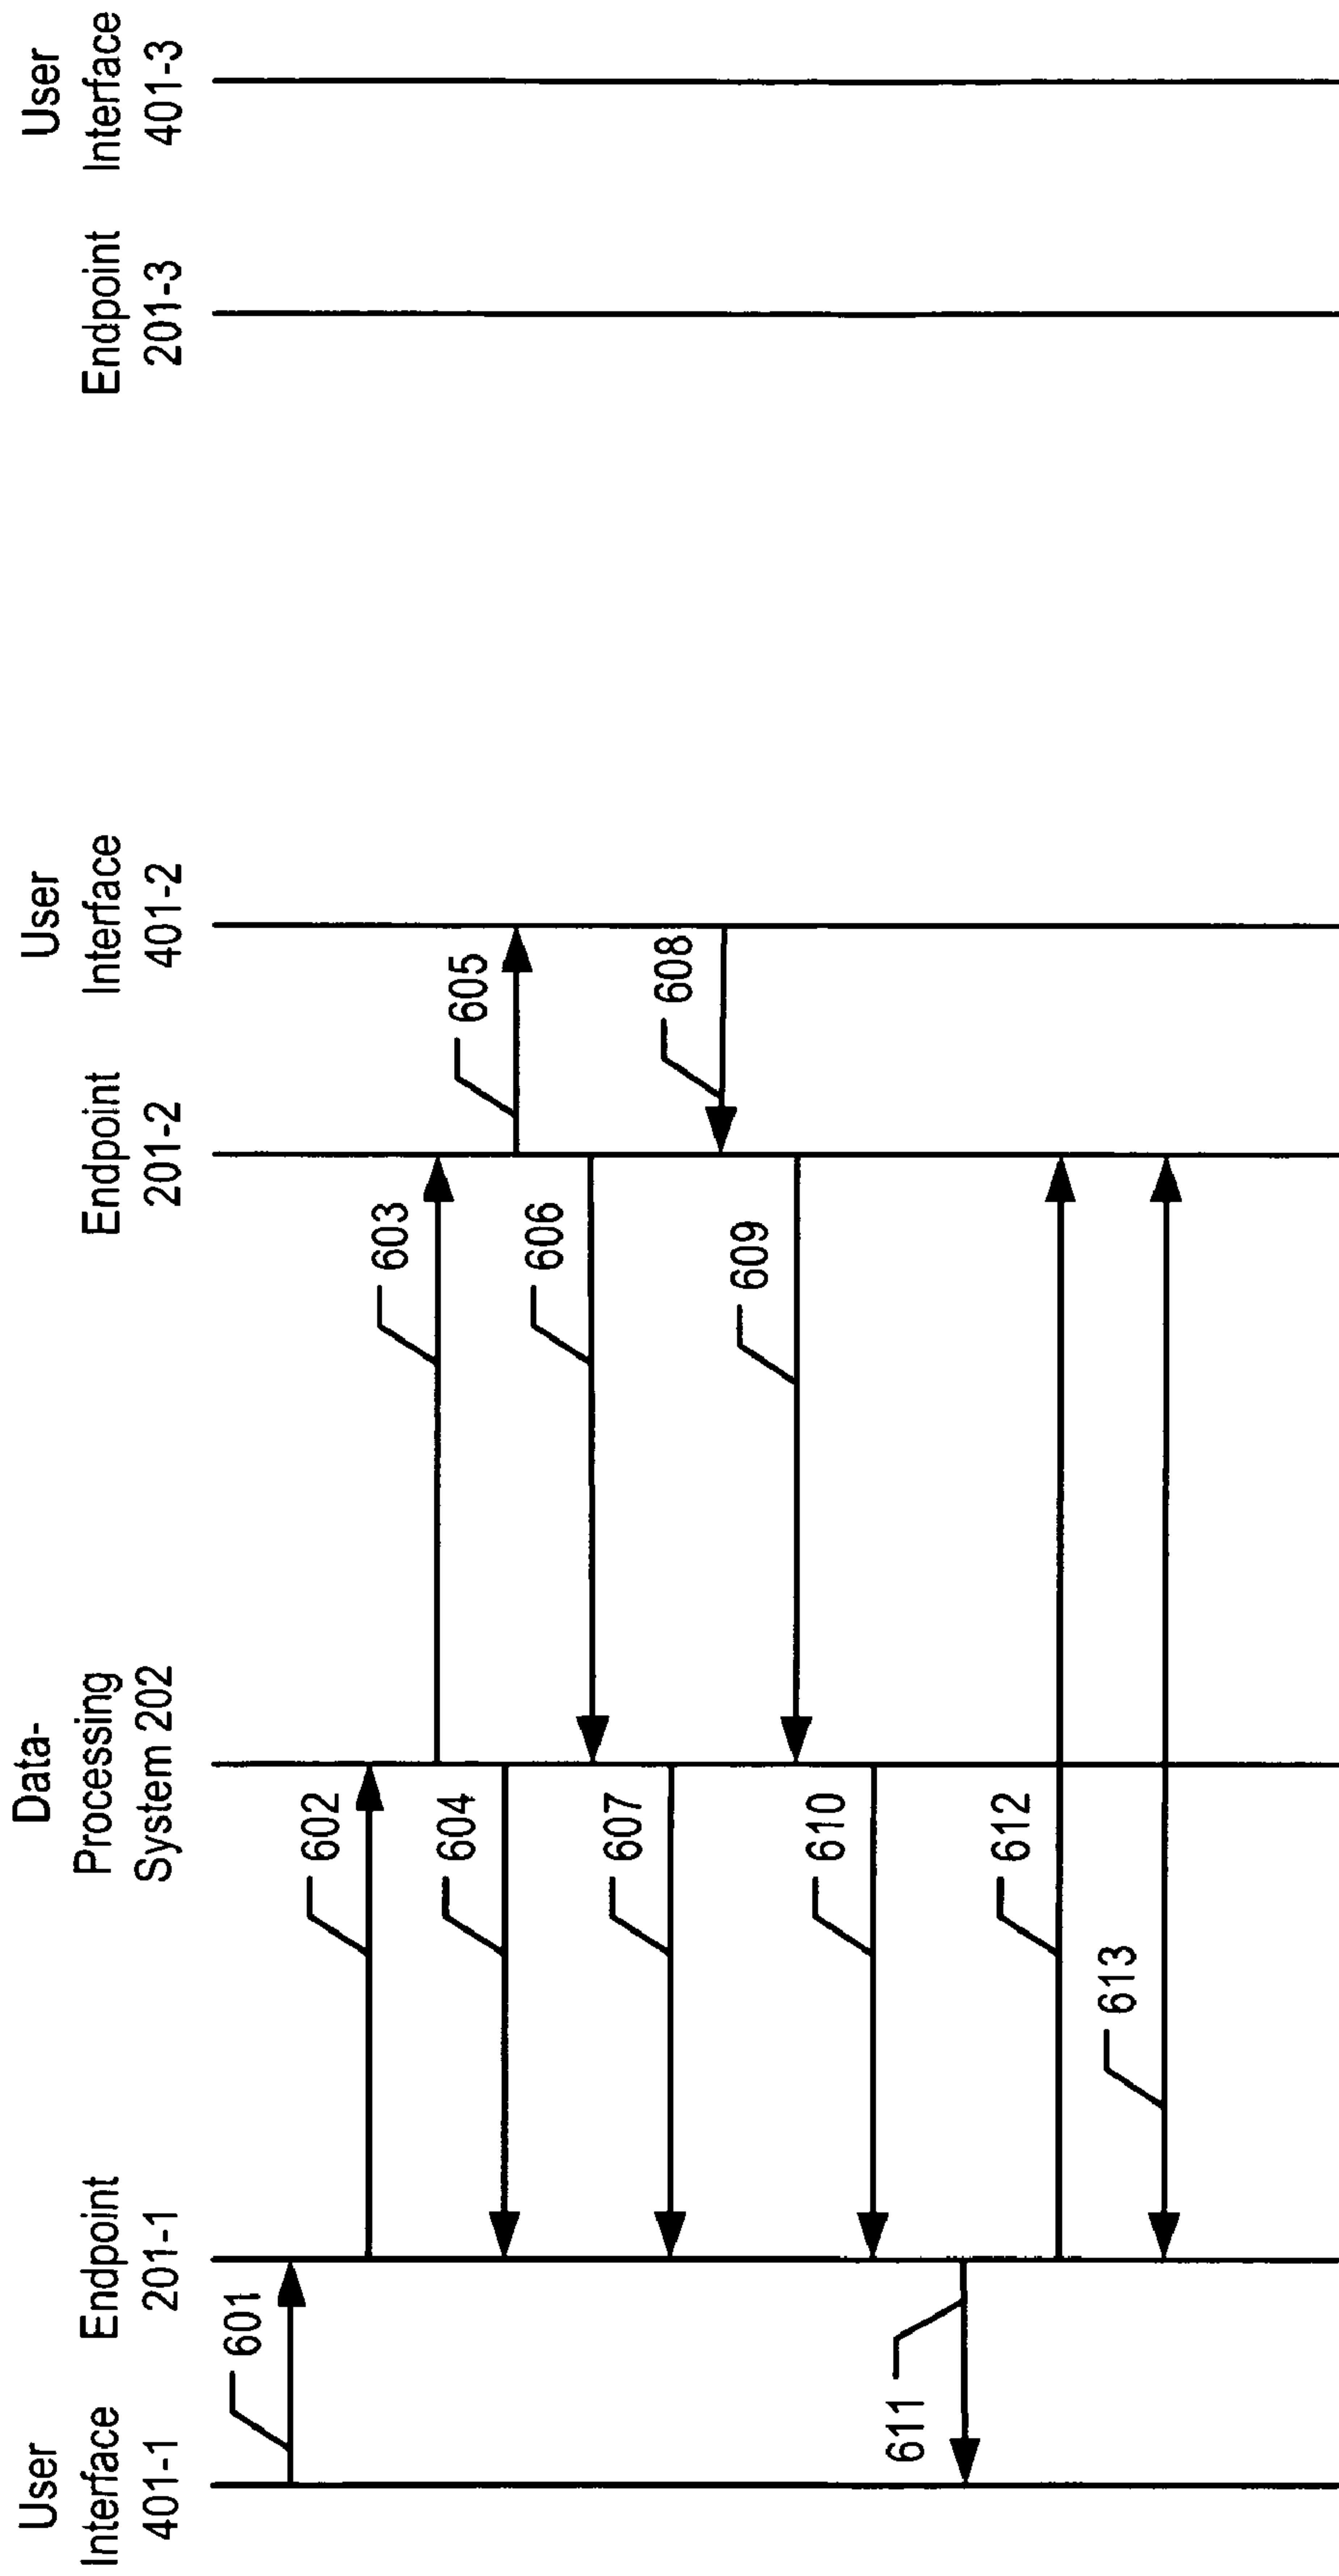 User
Interface
401-1
Endpoint
201-1
Data-
Processing
System 202
Endpoint
201-2
User
Interface
401-2
Endpoint
201-3
User
Interface
401-3
601
602
603
604
605
606
607
608
609
610
611
612
613